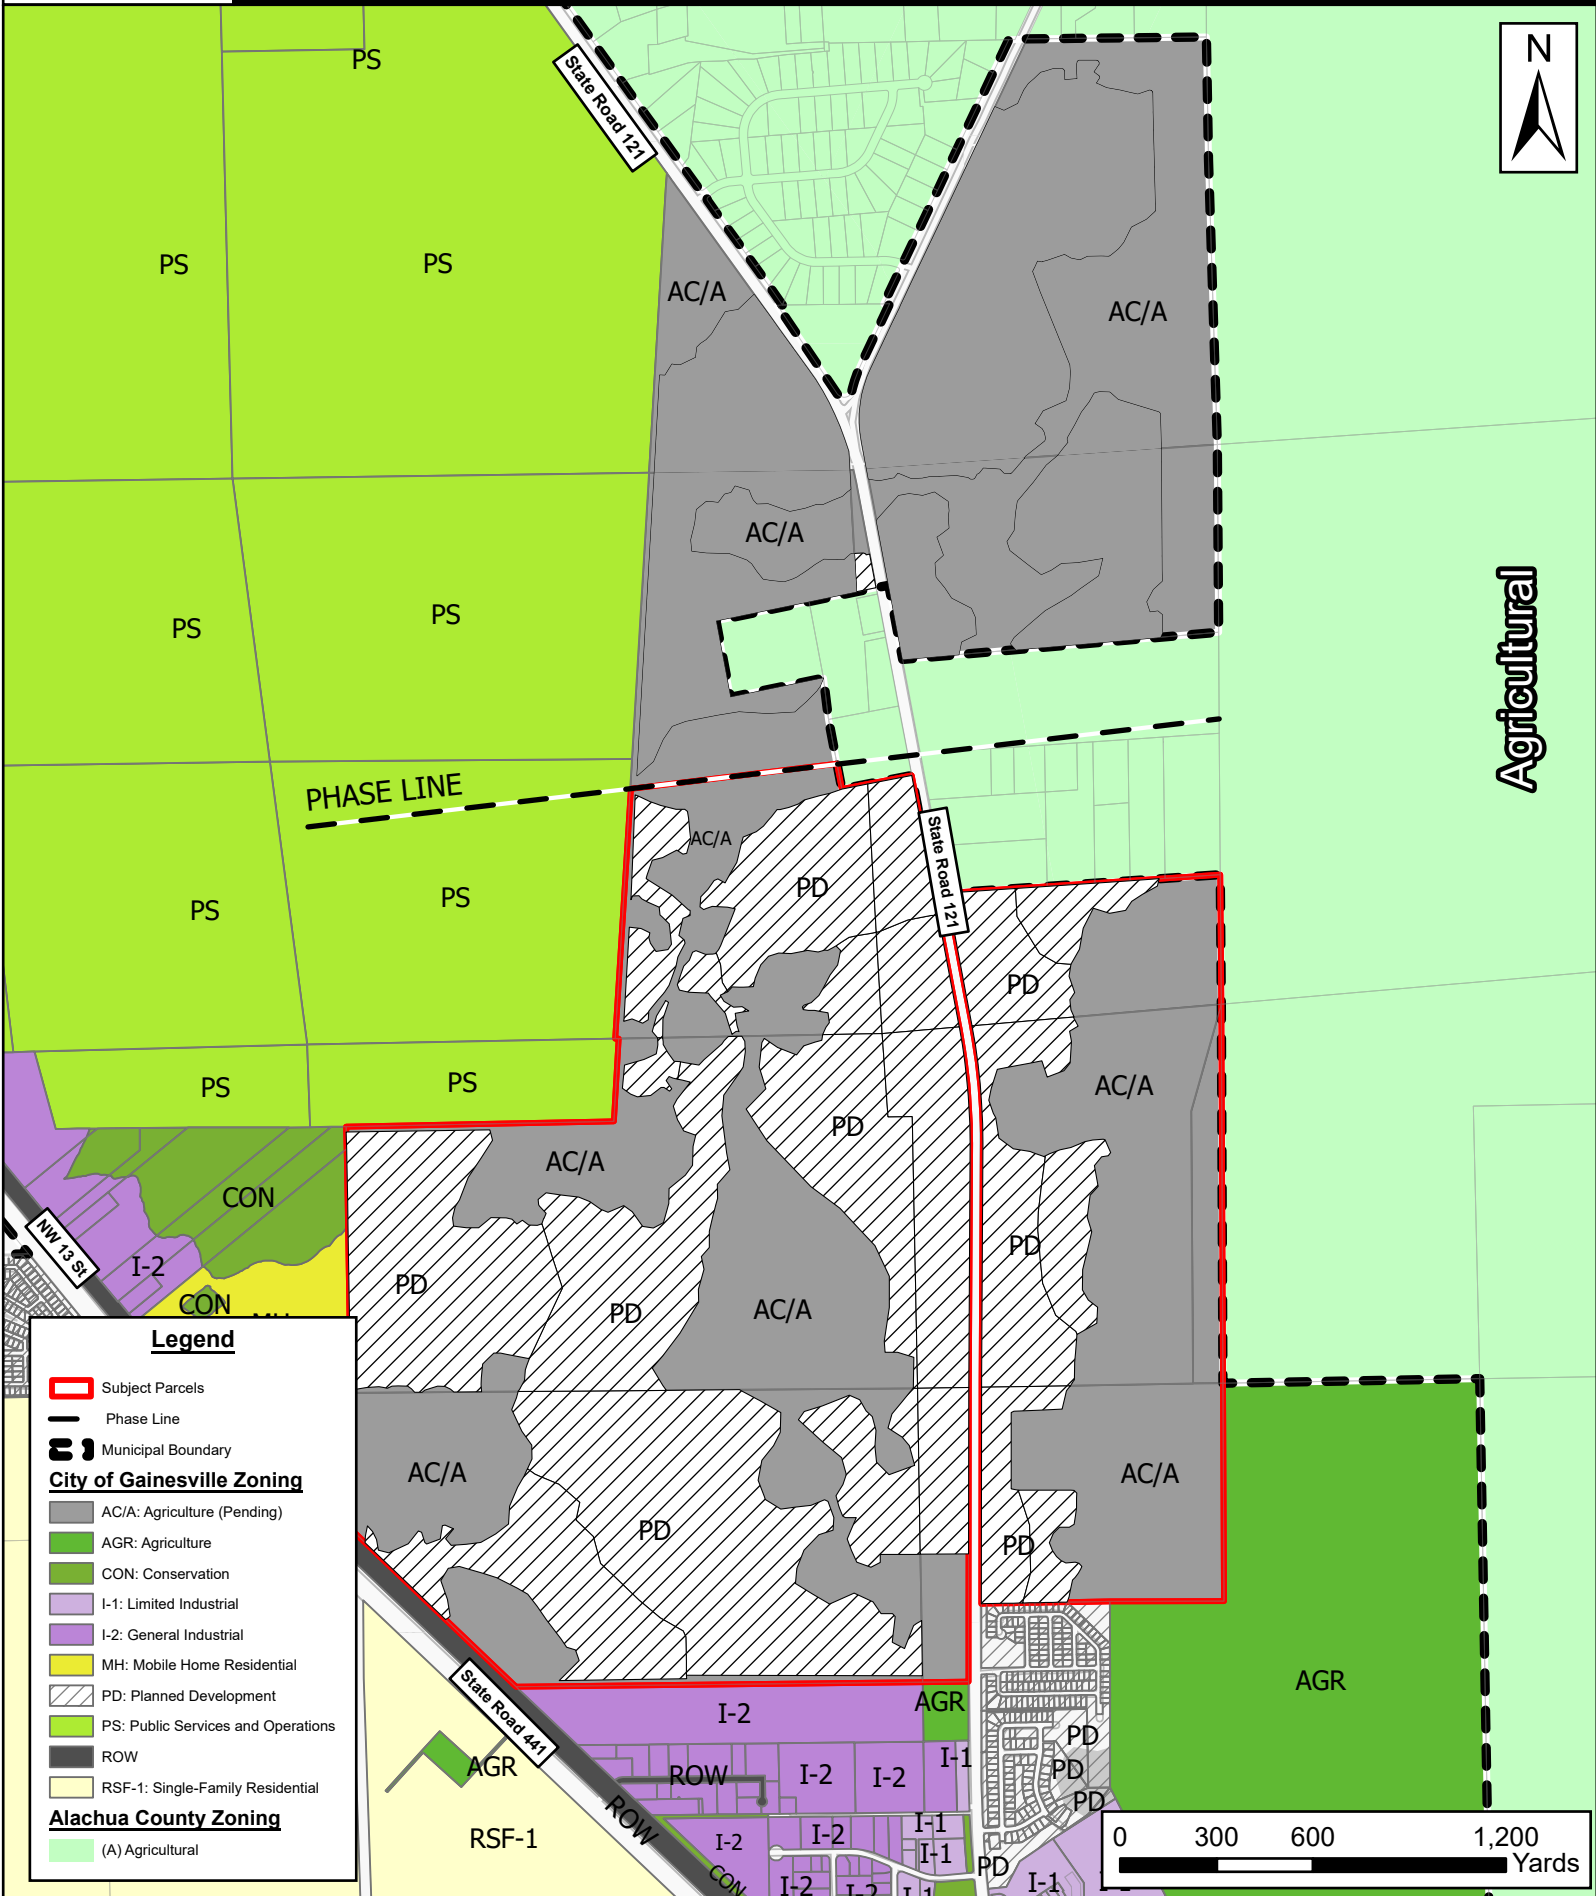 N
PS
State Road 121
PS
PS
AC/A
AC/A
AC/A
PS
PS
Agricultural
PHASE LINE
AC/A
State Road 121
PD
PS
PS
PD
PS
PS
AC/A
PD
AC/A
CON
NW 13 St
I-2
PD
PD
PD
AC/A
CON
AC/A
AC/A
PD
PD
AGR
State Road 441
I-2
AGR
PD
I-1
AGR
ROW
I-2
I-2
PD
PD
ROW
RSF-1
I-2
I-2
I-1
I-1
PD
CON
I-2
I-2
I-1
I-1
Legend
Subject Parcels
Phase Line
Municipal Boundary
City of Gainesville Zoning
AC/A: Agriculture (Pending)
AGR: Agriculture
CON: Conservation
I-1: Limited Industrial
I-2: General Industrial
MH: Mobile Home Residential
PD: Planned Development
PS: Public Services and Operations
ROW
RSF-1: Single-Family Residential
Alachua County Zoning
(A) Agricultural
0 300 600 1,200
Yards